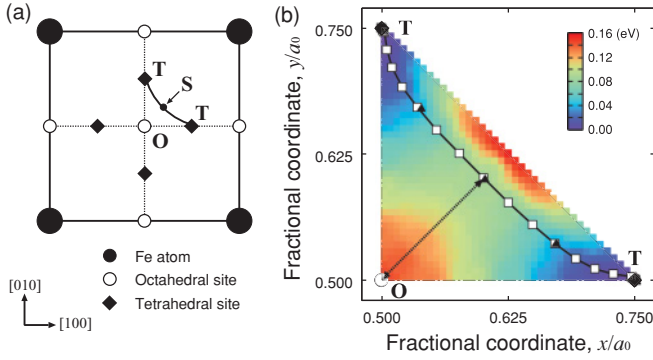 (a)
T
S
T
O
Fe atom
Octahedral site
Tetrahedral site
[010]
[100]
(b)
0.750
0.625
0.500
Fractional coordinate, y/a0
T
0.16 (eV)
0.12
0.08
0.04
0.00
T
O
0.500
0.625
0.750
Fractional coordinate, x/a0